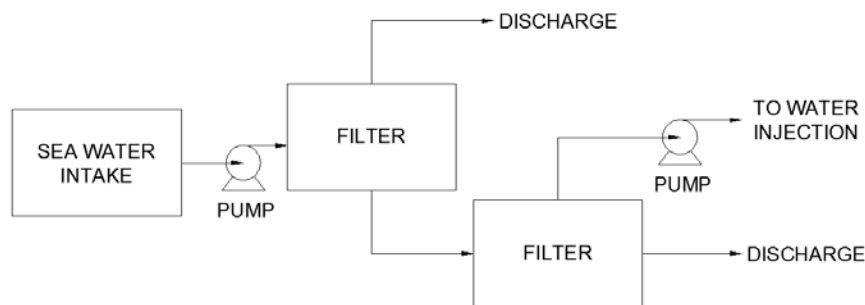 DISCHARGE
SEA WATER
INTAKE
PUMP
FILTER
TO WATER
INJECTION
PUMP
FILTER
DISCHARGE